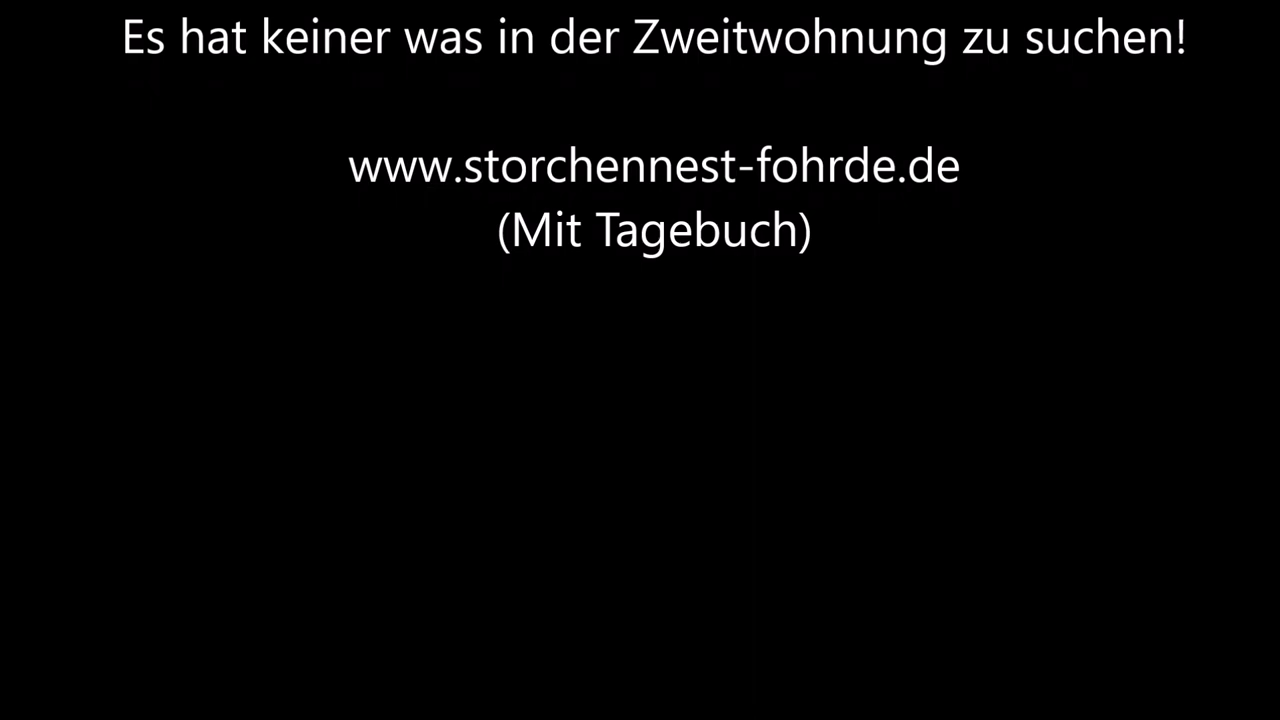 Es hat keiner was in der Zweitwohnung zu suchen!
www.storchennest-fohrde.de
(Mit Tagebuch)